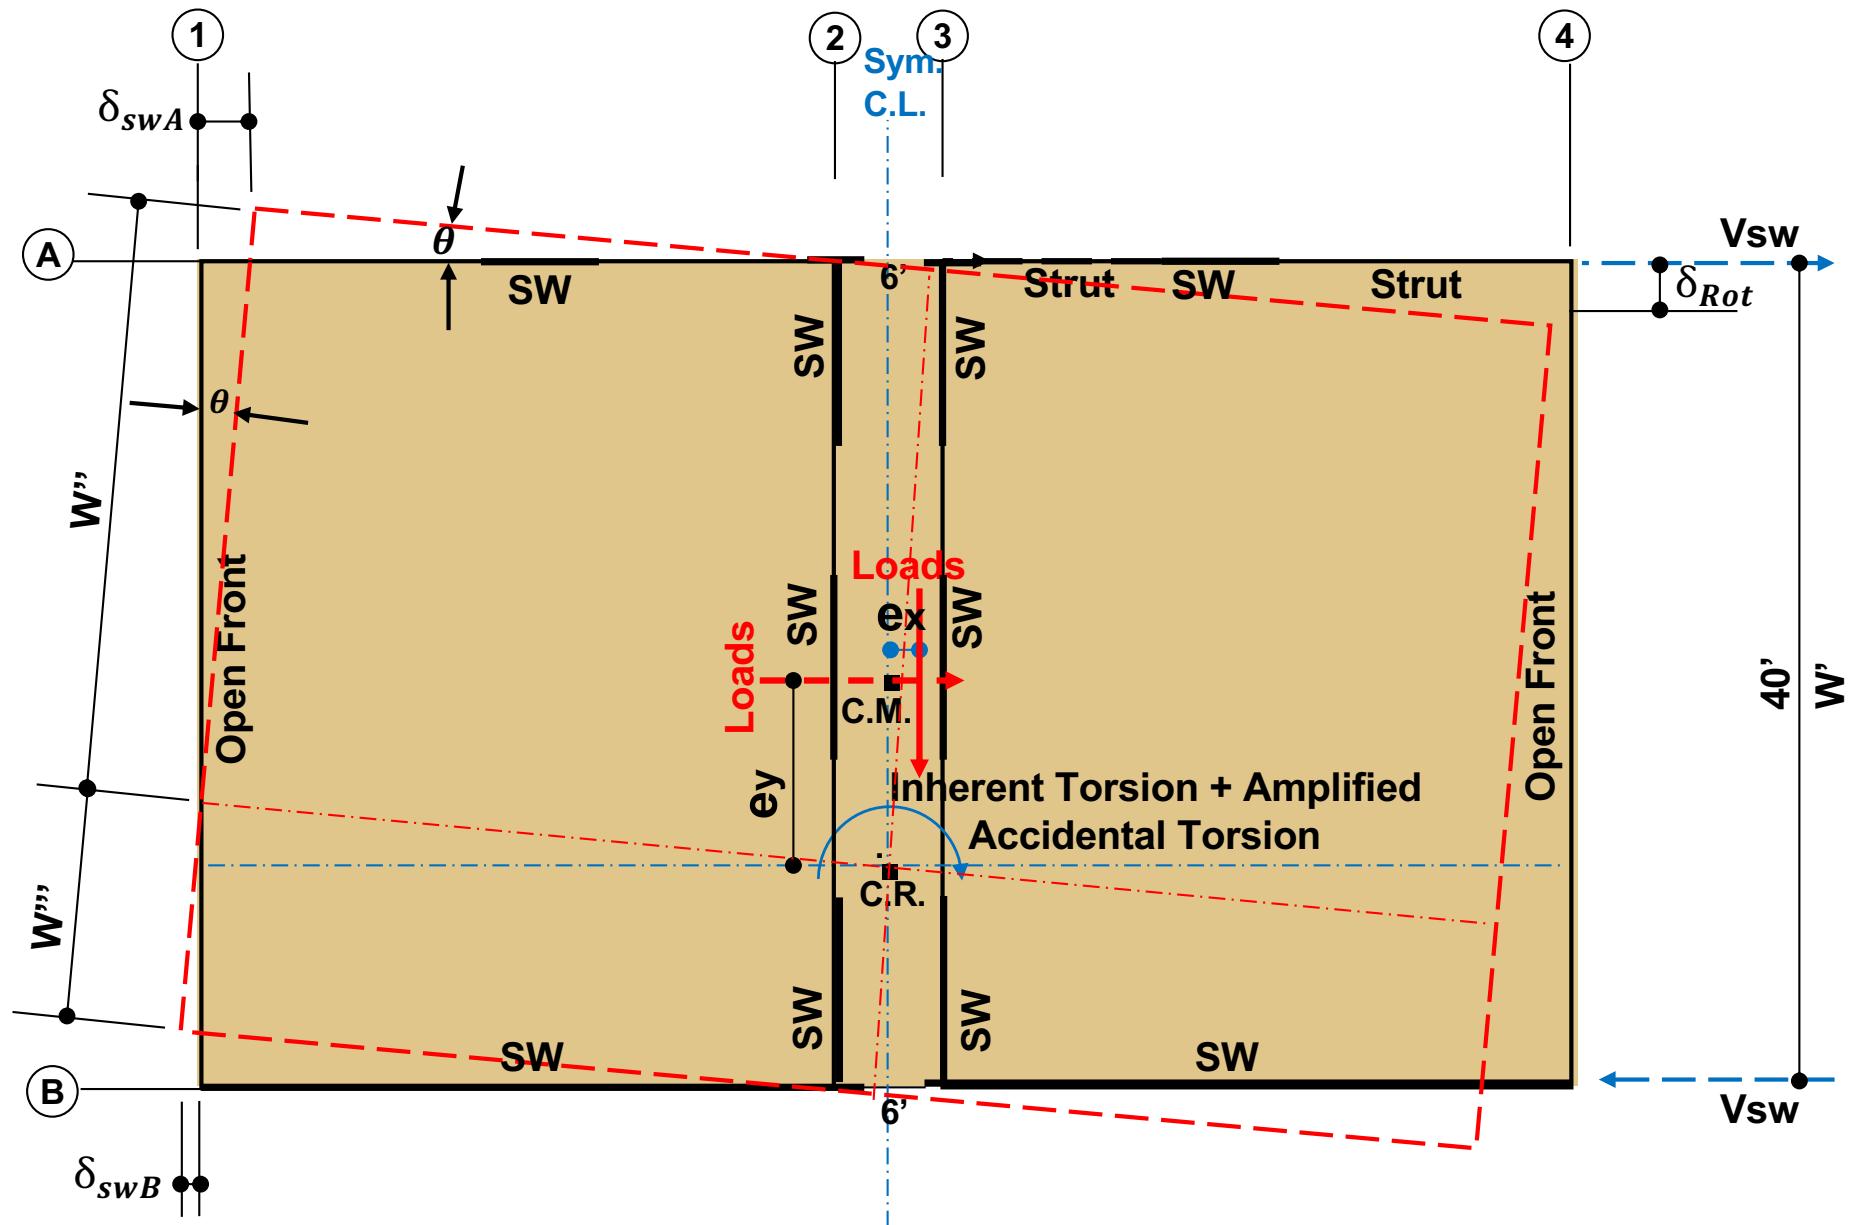 1
2
3
4
Sym.
C.L.
δswA
A
θ
6’
SW
Strut
SW
Strut
Vsw
δRot
SW
SW
θ
W”
Open Front
Loads
ex
SW
SW
Loads
C.M.
ey
Open Front
40’
W’
Inherent Torsion + Amplified
Accidental Torsion
C.R.
W”’
SW
SW
SW
SW
B
6’
Vsw
δswB